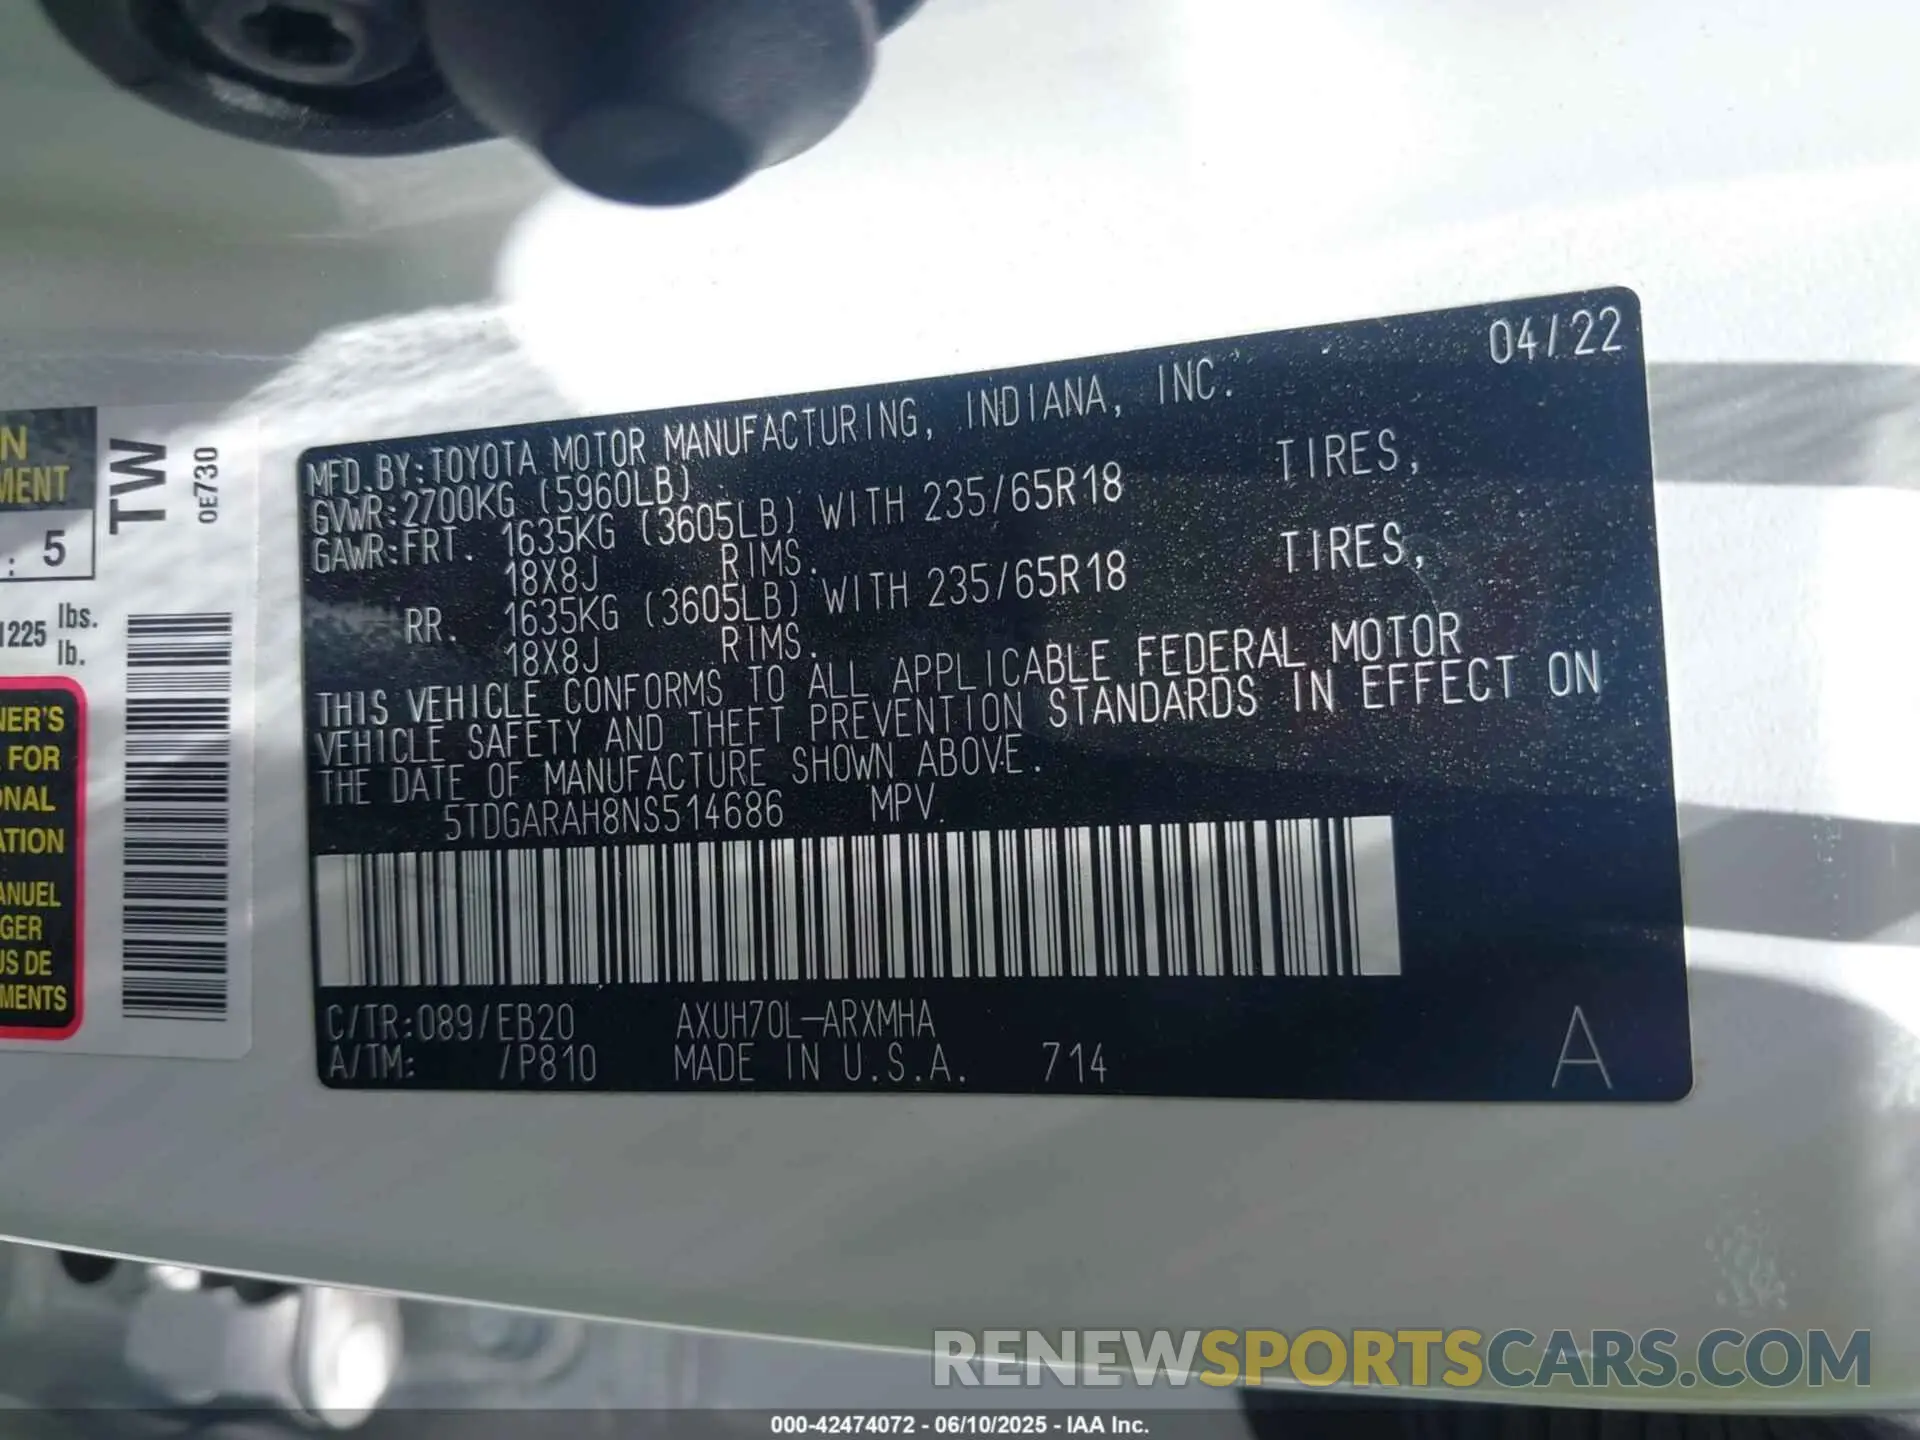 04/22
MFD.BY:TOYOTA MOTOR MANUFACTURING, INDIANA, INC.
GVWR:2700KG (5960LB)
GAWR:FRT. 1635KG (3605LB) WITH 235/65R18 TIRES,
18X8J RIMS.
RR. 1635KG (3605LB) WITH 235/65R18 TIRES,
18X8J RIMS.
THIS VEHICLE CONFORMS TO ALL APPLICABLE FEDERAL MOTOR
VEHICLE SAFETY AND THEFT PREVENTION STANDARDS IN EFFECT ON
THE DATE OF MANUFACTURE SHOWN ABOVE.
5TDGARAH8NS514686 MPV
C/TR:089/EB20 AXUH70L-ARXMHA
A/TM: /P810 MADE IN U.S.A. 714
A
N
MENT
: 5
1225 lbs.
lb.
TW
0E730
NER'S
FOR
ONAL
ATION
ANUEL
GER
US DE
MENTS
RENEWSPORTSCARS.COM
000-42474072 - 06/10/2025 - IAA Inc.